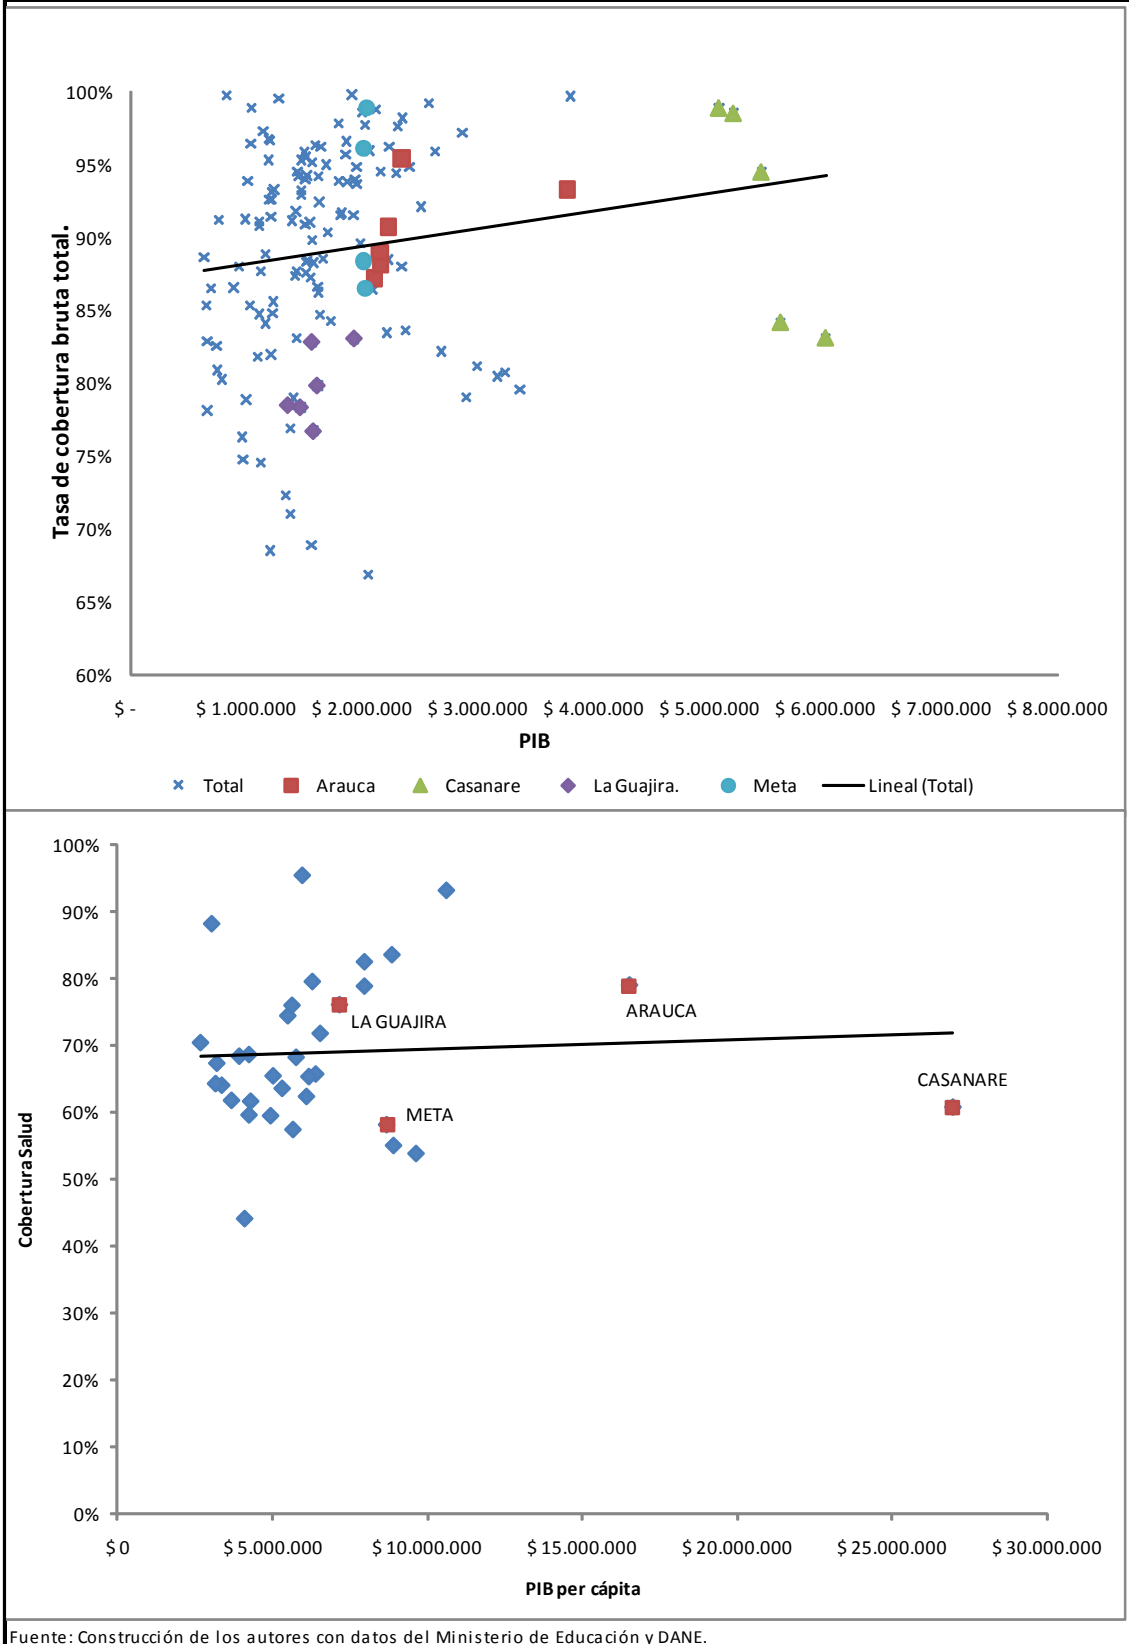 100%
95%
90%
85%
80%
75%
70%
65%
60%
Tasa de cobertura bruta total.
$ - $ 1.000.000 $ 2.000.000 $ 3.000.000 $ 4.000.000 $ 5.000.000 $ 6.000.000 $ 7.000.000 $ 8.000.000
PIB
Total Arauca Casanare La Guajira. Meta Lineal (Total)
100%
90%
80%
70%
60%
50%
40%
30%
20%
10%
0%
Cobertura Salud
LA GUAJIRA
ARAUCA
CASANARE
META
$ 0 $ 5.000.000 $ 10.000.000 $ 15.000.000 $ 20.000.000 $ 25.000.000 $ 30.000.000
PIB per cápita
Fuente: Construcción de los autores con datos del Ministerio de Educación y DANE.